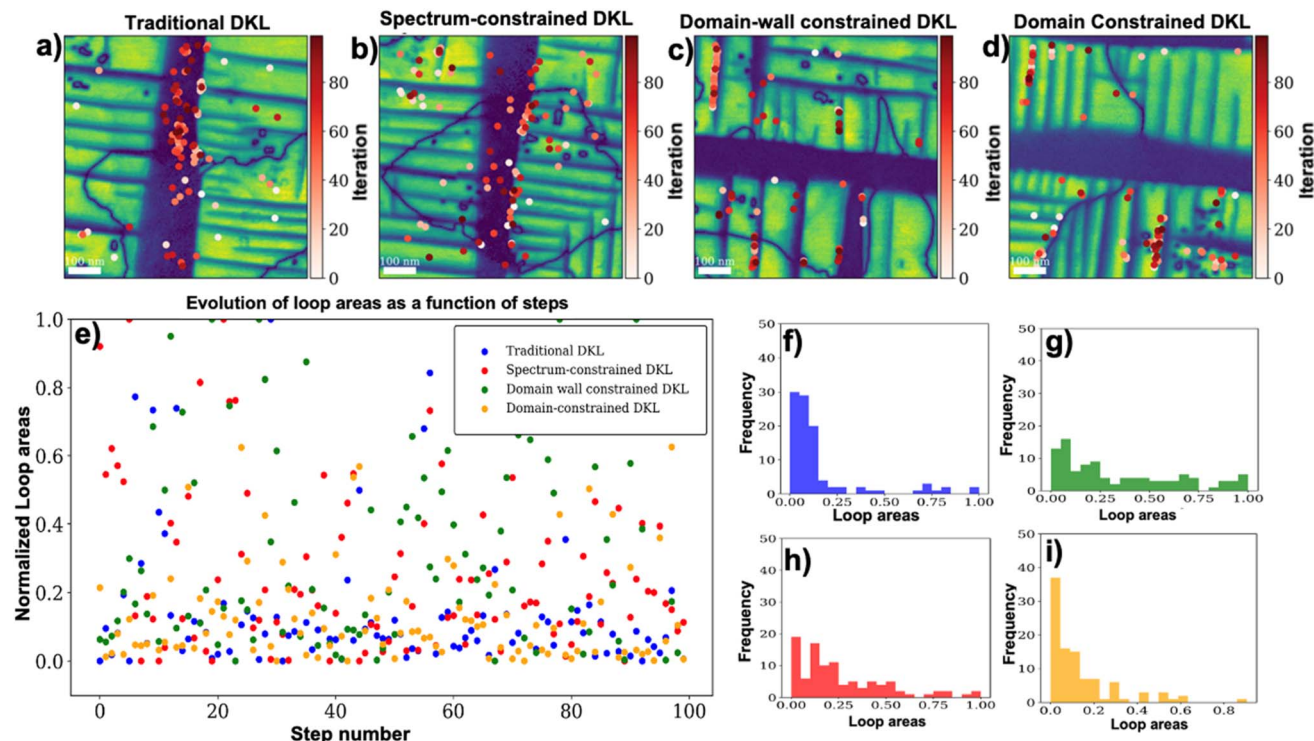 Traditional DKL
Spectrum-constrained DKL
Domain-wall constrained DKL
Domain Constrained DKL
a)
100 nm
80
60
40
20
0
Iteration
b)
100 nm
80
60
40
20
0
Iteration
c)
100 nm
80
60
40
20
0
Iteration
d)
100 nm
80
60
40
20
0
Iteration
Evolution of loop areas as a function of steps
e)
Normalized Loop areas
1.0
0.8
0.6
0.4
0.2
0.0
Traditional DKL
Spectrum-constrained DKL
Domain wall constrained DKL
Domain-constrained DKL
0 20 40 60 80 100
Step number
f)
Frequency
50
40
30
20
10
0
0.00 0.25 0.50 0.75 1.00
Loop areas
g)
Frequency
50
40
30
20
10
0
0.00 0.25 0.50 0.75 1.00
Loop areas
h)
Frequency
50
40
30
20
10
0
0.00 0.25 0.50 0.75 1.00
Loop areas
i)
Frequency
50
40
30
20
10
0
0.0 0.2 0.4 0.6 0.8
Loop areas